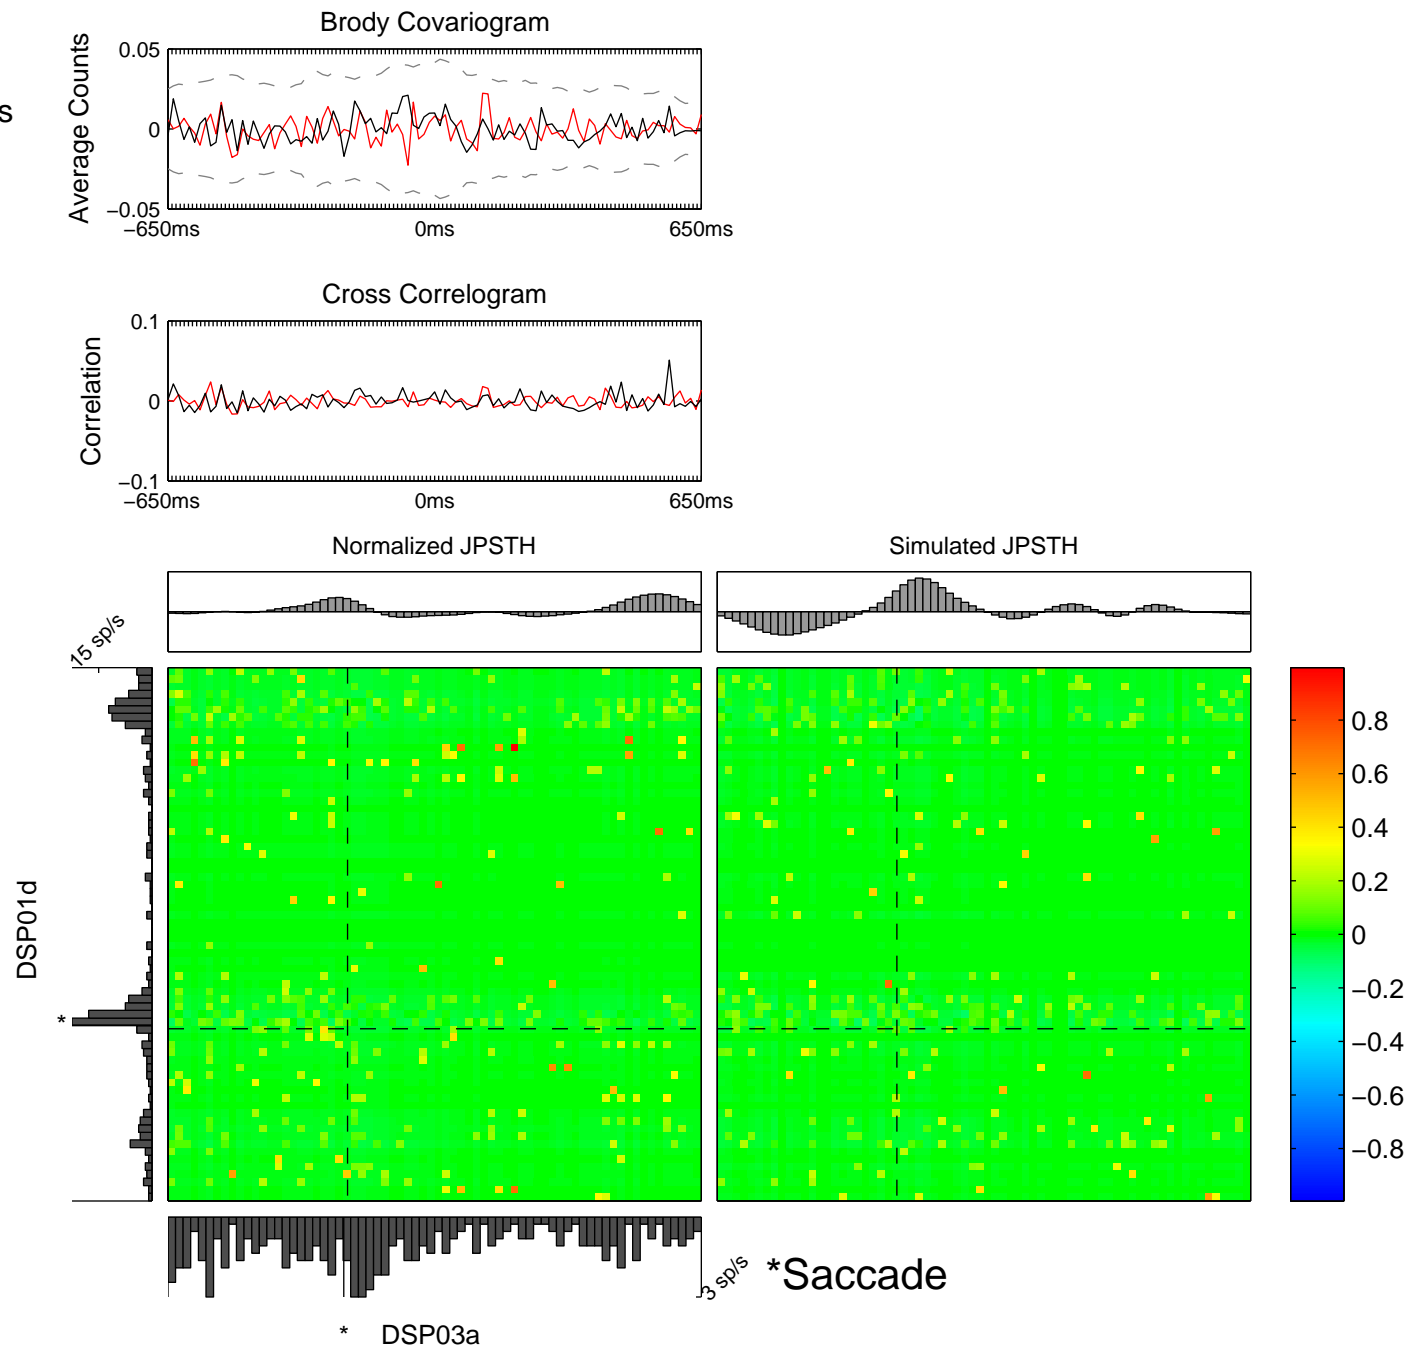 Brody Covariogram
s
Average Counts
0.05
0
−0.05
−650ms
0ms
650ms
Cross Correlogram
Correlation
0.1
0
−0.1
−650ms
0ms
650ms
Normalized JPSTH
Simulated JPSTH
15 sp/s
DSP01d
*
0.8
0.6
0.4
0.2
0
−0.2
−0.4
−0.6
−0.8
3 sp/s
*Saccade
*
DSP03a